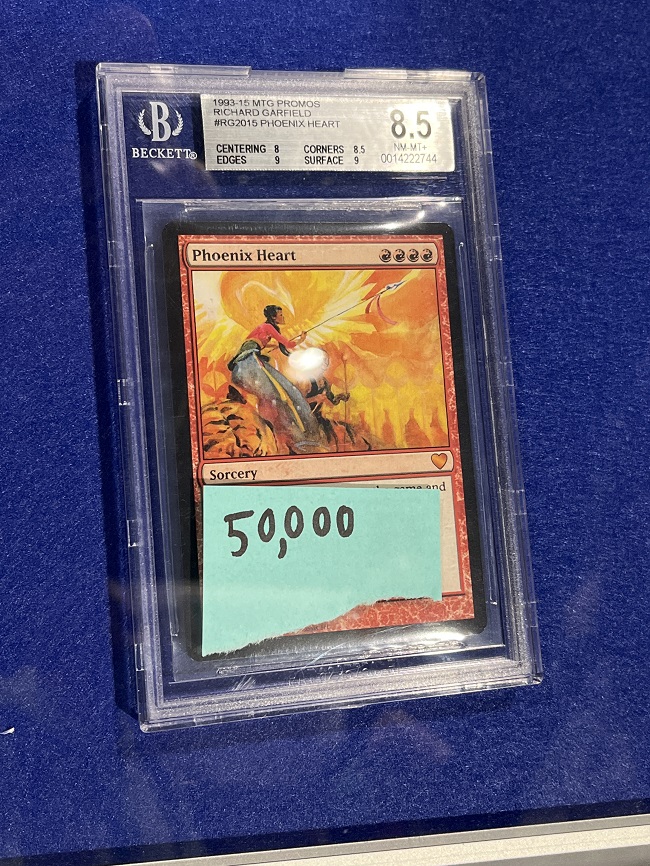 1993-15 MTG PROMOS
RICHARD GARFIELD
#RG2015 PHOENIX HEART
CENTERING 8 CORNERS 8.5
EDGES 9 SURFACE 9
8.5
NM-MT+
0014222744
B
BECKETT®
Phoenix Heart
Sorcery
and
50,000